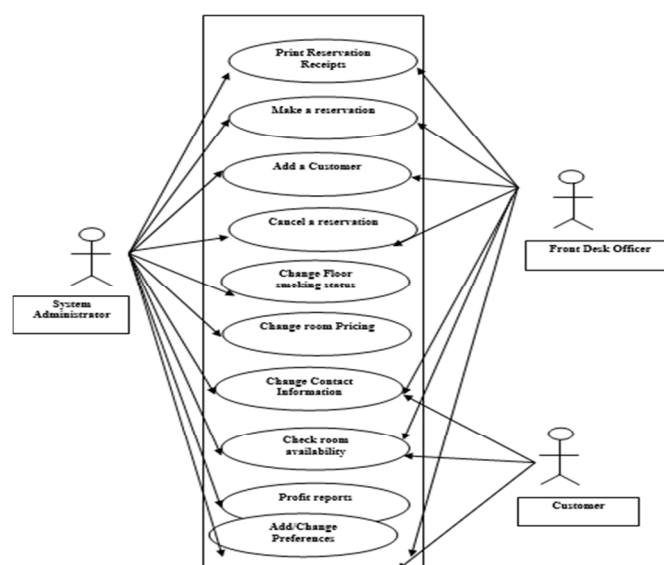 Print Reservation
Receipts
Make a reservation
Add a Customer
Cancel a reservation
Change Floor
smoking status
Change room Pricing
Change Contact
Information
Check room
availability
Profit reports
Add/Change
Preferences
System
Administrator
Front Desk Officer
Customer